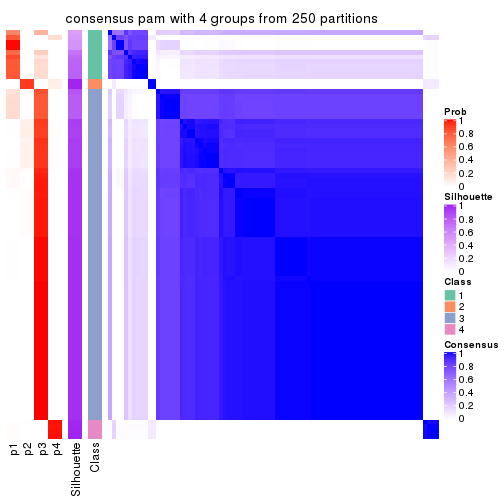 consensus pam with 4 groups from 250 partitions
Prob
1
0.8
0.6
0.4
0.2
0
Silhouette
1
0.8
0.6
0.4
0.2
0
Class
1
2
3
4
Consensus
1
0.8
0.6
0.4
0.2
0
p1
p2
p3
p4
Silhouette
Class